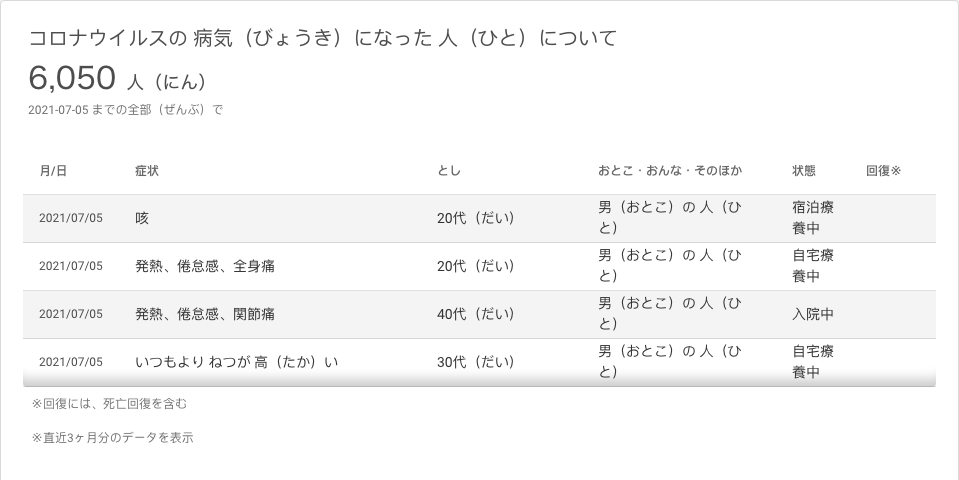 コロナウイルスの 病気（びょうき）になった 人（ひと）について
6,050 人（にん）
2021-07-05 までの全部（ぜんぶ）で
月/日 症状 とし おとこ・おんな・そのほか 状態 回復※
2021/07/05 咳 20代（だい） 男（おとこ）の 人（ひ 宿泊療
と） 養中
2021/07/05 発熱、倦怠感、全身痛 20代（だい） 男（おとこ）の 人（ひ 自宅療
と） 養中
2021/07/05 発熱、倦怠感、関節痛 40代（だい） 男（おとこ）の 人（ひ 入院中
と）
2021/07/05 いつもより ねつが 高（たか）い 30代（だい） 男（おとこ）の 人（ひ 自宅療
と） 養中
※回復には、死亡回復を含む
※直近3ヶ月分のデータを表示